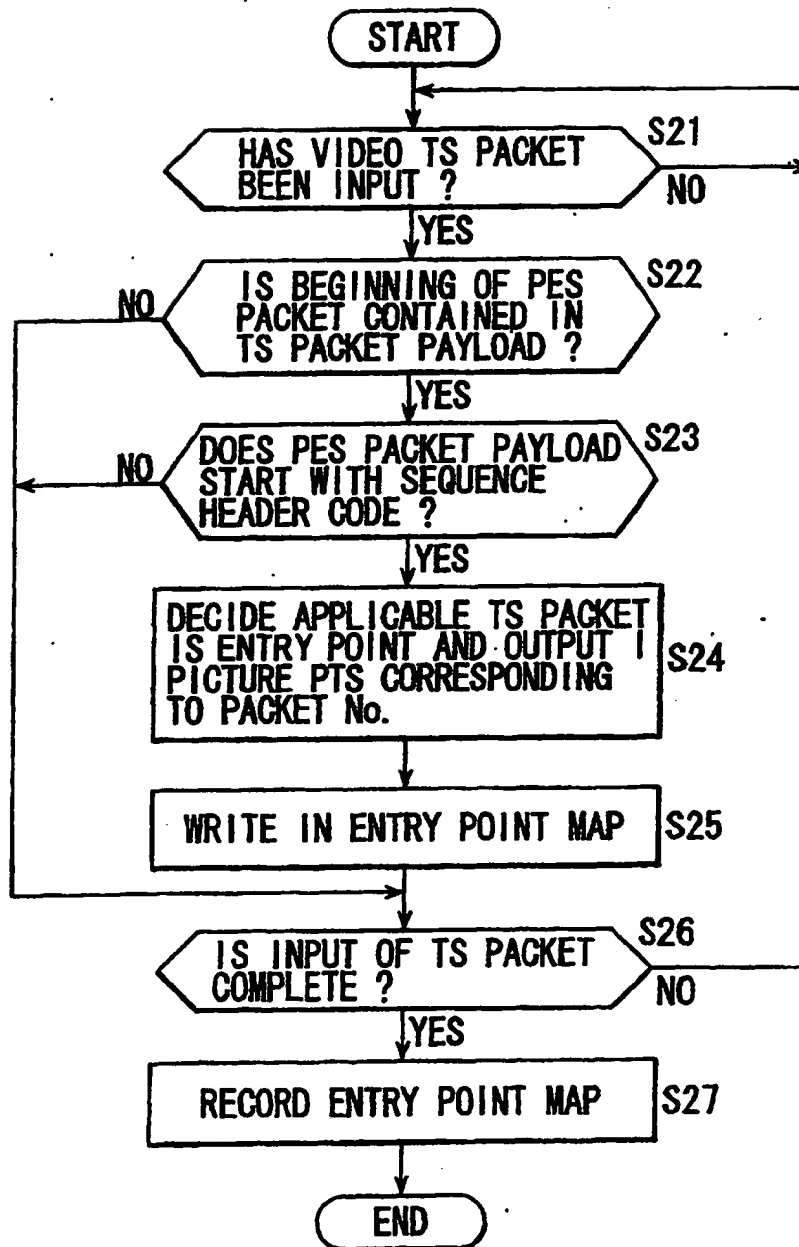 START
HAS VIDEO TS PACKET
BEEN INPUT ?
S21
NO
YES
IS BEGINNING OF PES
PACKET CONTAINED IN
TS PACKET PAYLOAD ?
S22
NO
YES
DOES PES PACKET PAYLOAD
START WITH SEQUENCE
HEADER CODE ?
S23
NO
YES
DECIDE APPLICABLE TS PACKET
IS ENTRY POINT AND OUTPUT I
PICTURE PTS CORRESPONDING
TO PACKET No.
S24
WRITE IN ENTRY POINT MAP
S25
IS INPUT OF TS PACKET
COMPLETE ?
S26
NO
YES
RECORD ENTRY POINT MAP
S27
END